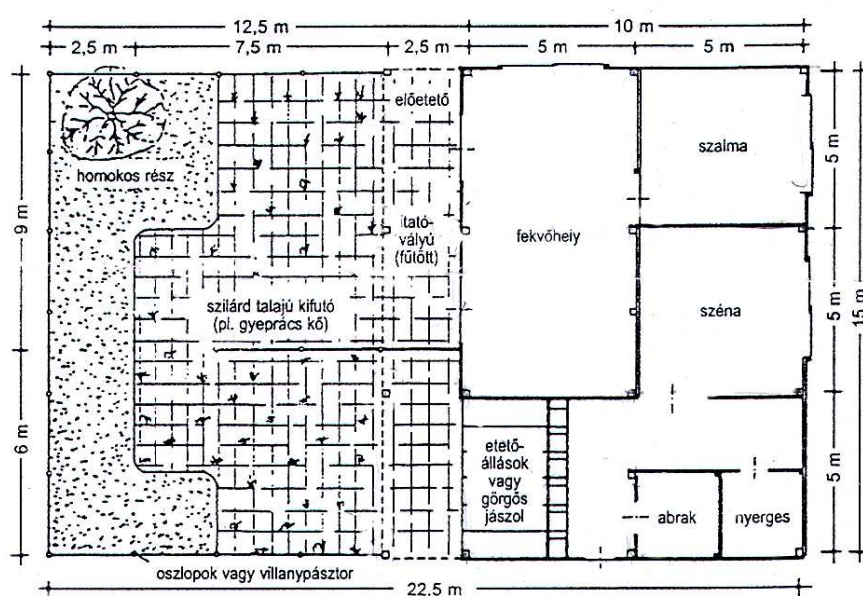 12,5 m
10 m
2,5 m
7,5 m
2,5 m
5 m
5 m
előetető
homokos rész
szalma
5 m
9 m
itató-
vályú
(fűtött)
fekvőheiy
szilárd talajú kifutó
(pl. gyeprács kő)
széna
5 m
15 m
6 m
etető-
állások
vagy
görgős
jászol
abrak
nyerges
5 m
oszlopok vagy villanypásztor
22,5 m